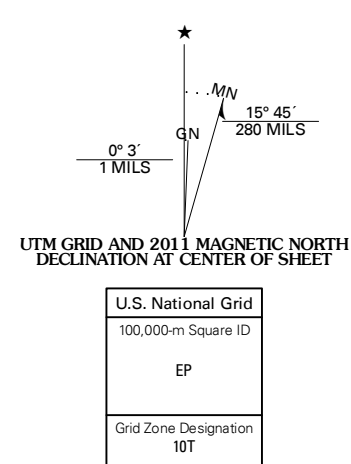 ★
MN
15° 45´
280 MILS
GN
0° 3´
1 MILS
UTM GRID AND 2011 MAGNETIC NORTH
DECLINATION AT CENTER OF SHEET
U.S. National Grid
100,000-m Square ID
EP
Grid Zone Designation
10T